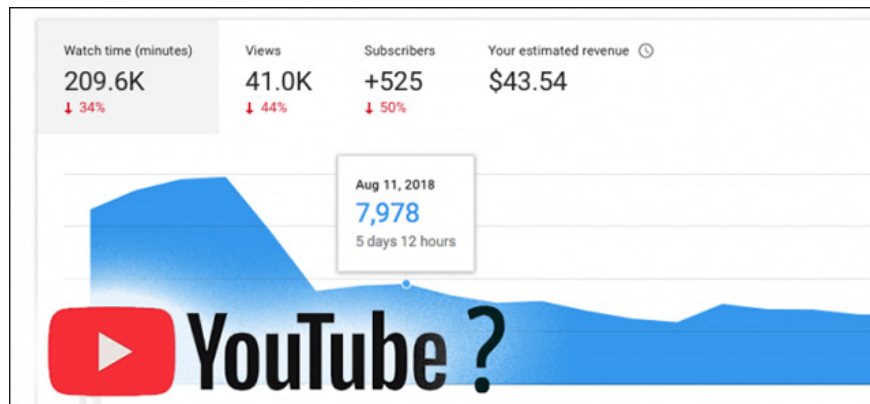 Watch time (minutes)
209.6K
↓ 34%
Views
41.0K
↓ 44%
Subscribers
+525
↓ 50%
Your estimated revenue
$43.54
Aug 11, 2018
7,978
5 days 12 hours
YouTube ?